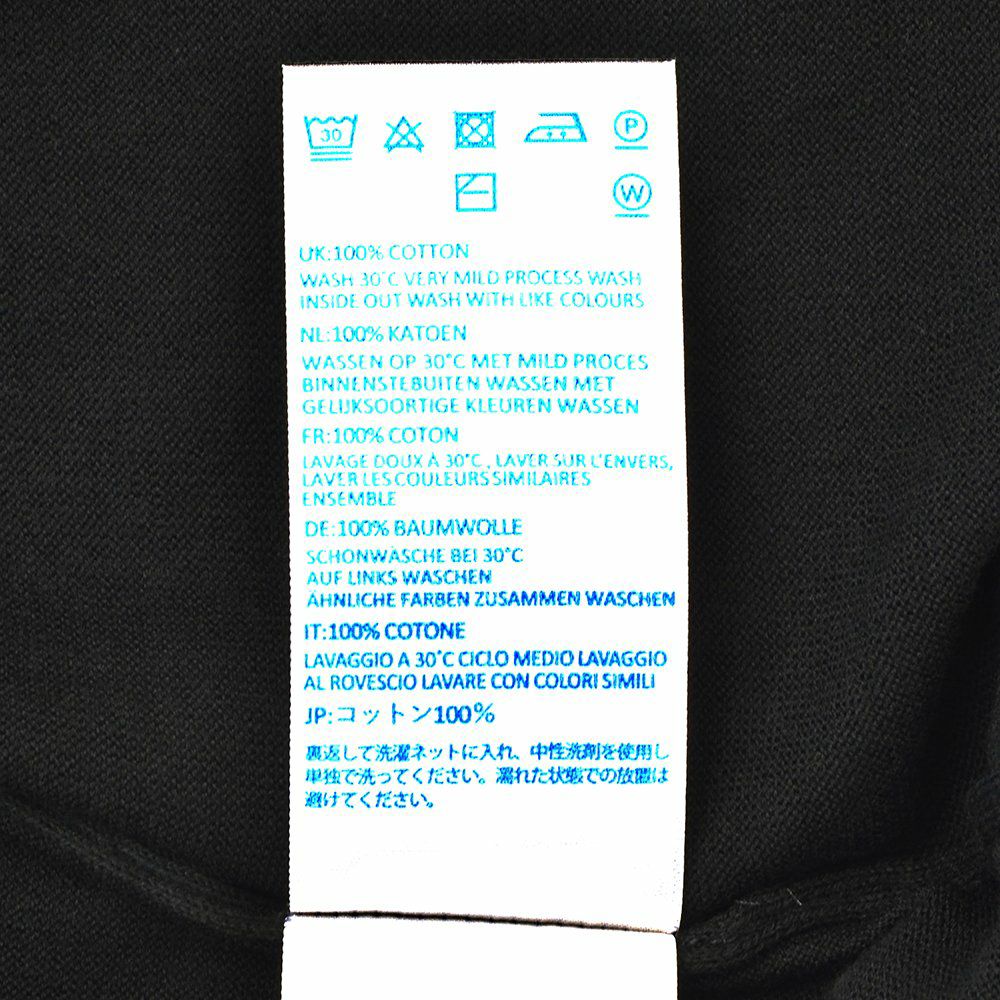 30
P
W
UK:100% COTTON
WASH 30°C VERY MILD PROCESS WASH
INSIDE OUT WASH WITH LIKE COLOURS
NL:100% KATOEN
WASSEN OP 30°C MET MILD PROCES
BINNENSTEBUITEN WASSEN MET
GELIJKSOORTIGE KLEUREN WASSEN
FR:100% COTON
LAVAGE DOUX À 30°C , LAVER SUR L'ENVERS,
LAVER LES COULEURS SIMILAIRES
ENSEMBLE
DE:100% BAUMWOLLE
SCHONWÄSCHE BEI 30°C
AUF LINKS WASCHEN
ÄHNLICHE FARBEN ZUSAMMEN WASCHEN
IT:100% COTONE
LAVAGGIO A 30°C CICLO MEDIO LAVAGGIO
AL ROVESCIO LAVARE CON COLORI SIMILI
JP:コットン100%
裏返して洗濯ネットに入れ、中性洗剤を使用し
単独で洗ってください。濡れた状態での放置は
避けてください。